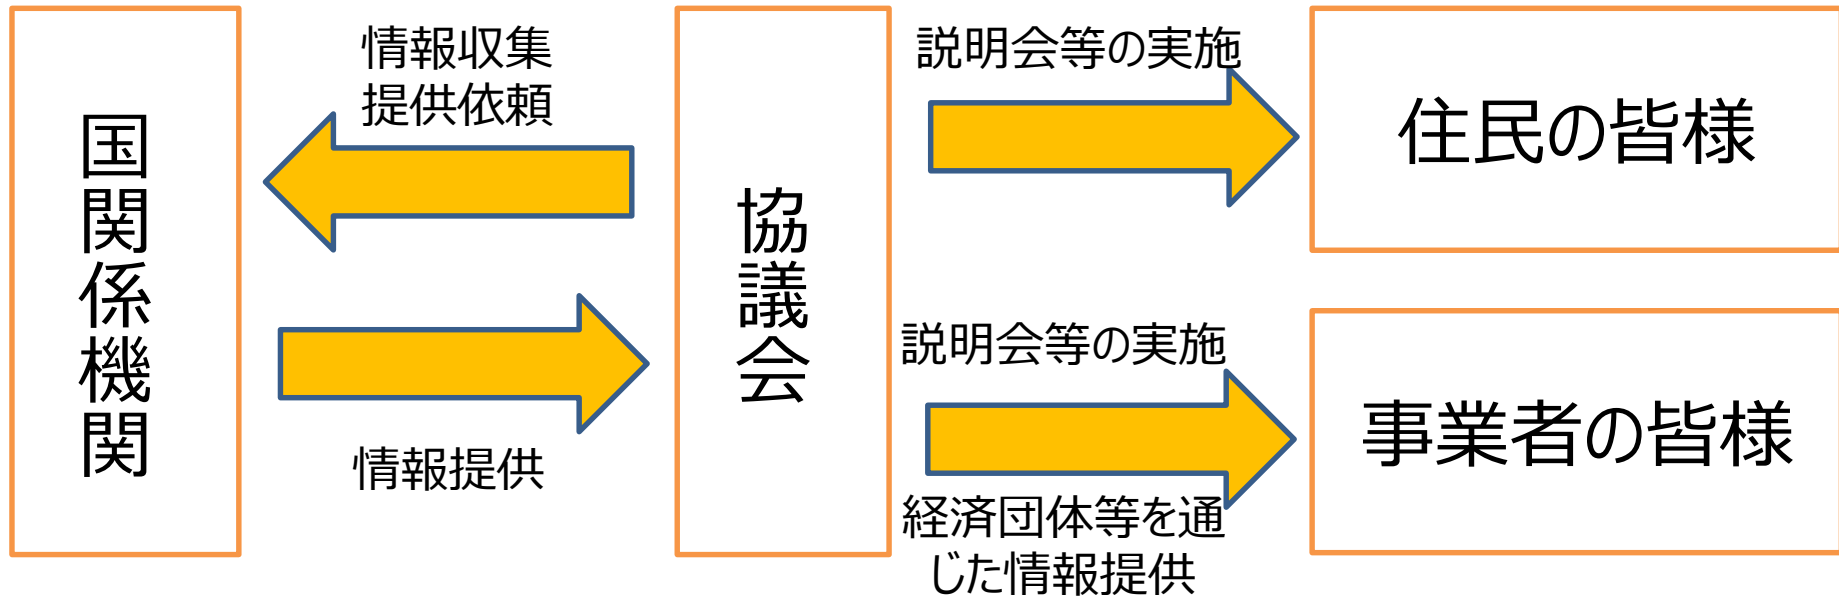 国関係機関
情報収集
提供依頼
情報提供
協議会
説明会等の実施
住民の皆様
説明会等の実施
経済団体等を通
じた情報提供
事業者の皆様